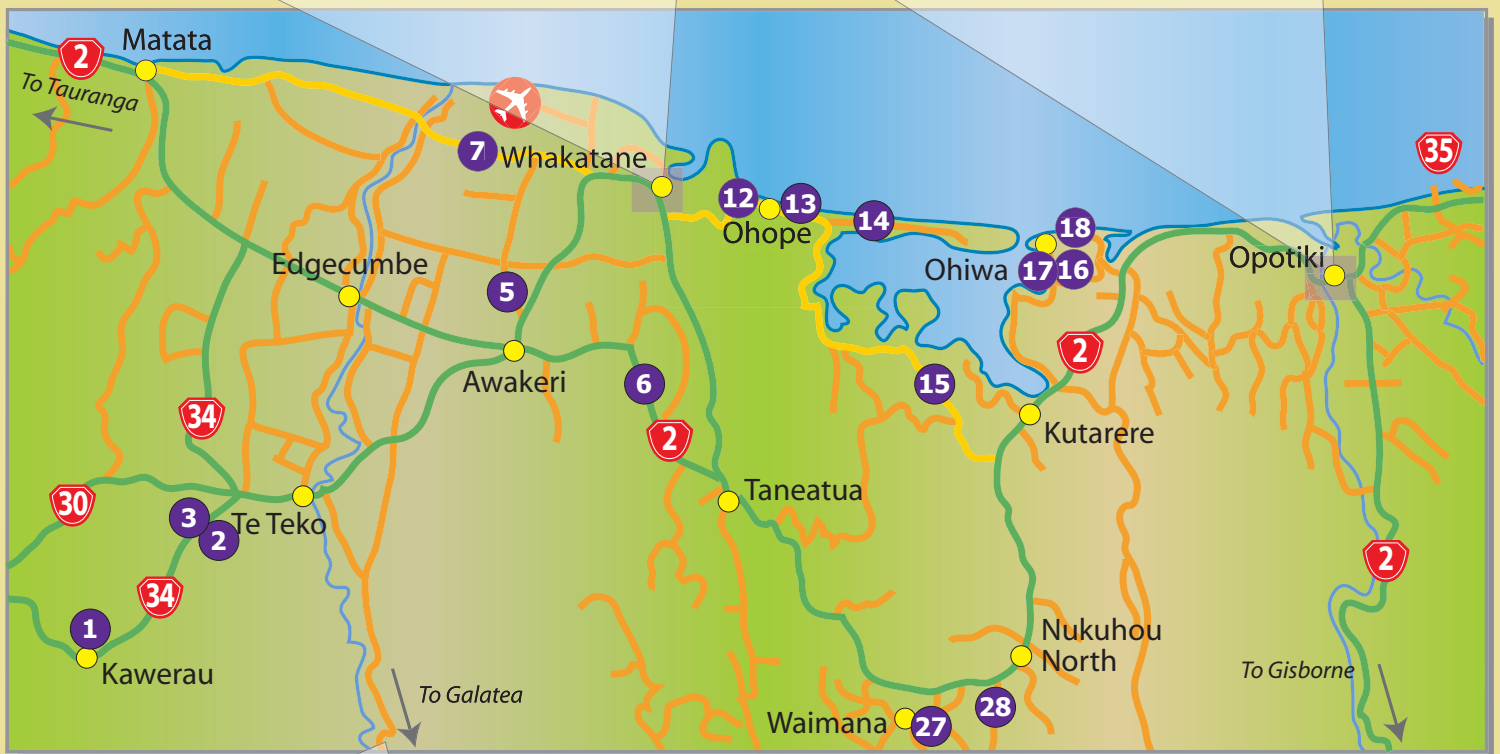 Matata
2
To Tauranga
35
7
Whakatane
12
13
Ohope
14
18
Ohiwa
17
16
Opotiki
Edgecumbe
5
2
Awakeri
6
15
34
2
Kutarere
30
Taneatua
3
2
Te Teko
2
34
1
Kawerau
Nukuhou
North
To Gisborne
To Galatea
28
Waimana
27